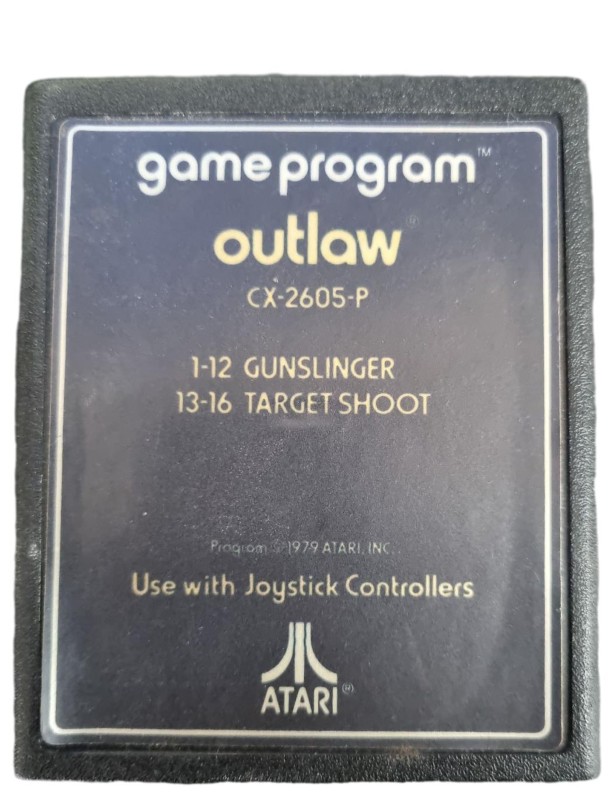 game program™
outlaw
CX-2605-P
1-12 GUNSLINGER
13-16 TARGET SHOOT
Program © 1979 ATARI, INC.
Use with Joystick Controllers
ATARI®